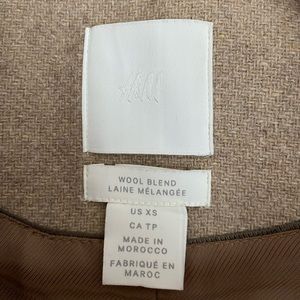 H&M
WOOL BLEND
LAINE MÉLANGÉE
US XS
CA TP
MADE IN
MOROCCO
FABRIQUÉ EN
MAROC